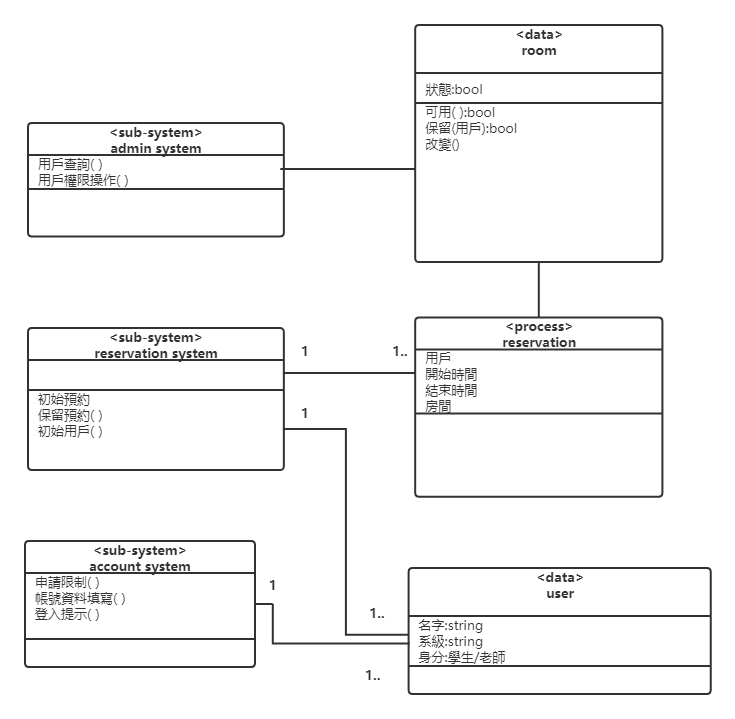 <data>
room
狀態:bool
可用( ):bool
保留(用戶):bool
改變()
<sub-system>
admin system
用戶查詢( )
用戶權限操作( )
<sub-system>
reservation system
初始預約
保留預約( )
初始用戶( )
1
1..
1
<process>
reservation
用戶
開始時間
結束時間
房間
<sub-system>
account system
申請限制( )
帳號資料填寫( )
登入提示( )
1
1..
1..
<data>
user
名字:string
系級:string
身分:學生/老師